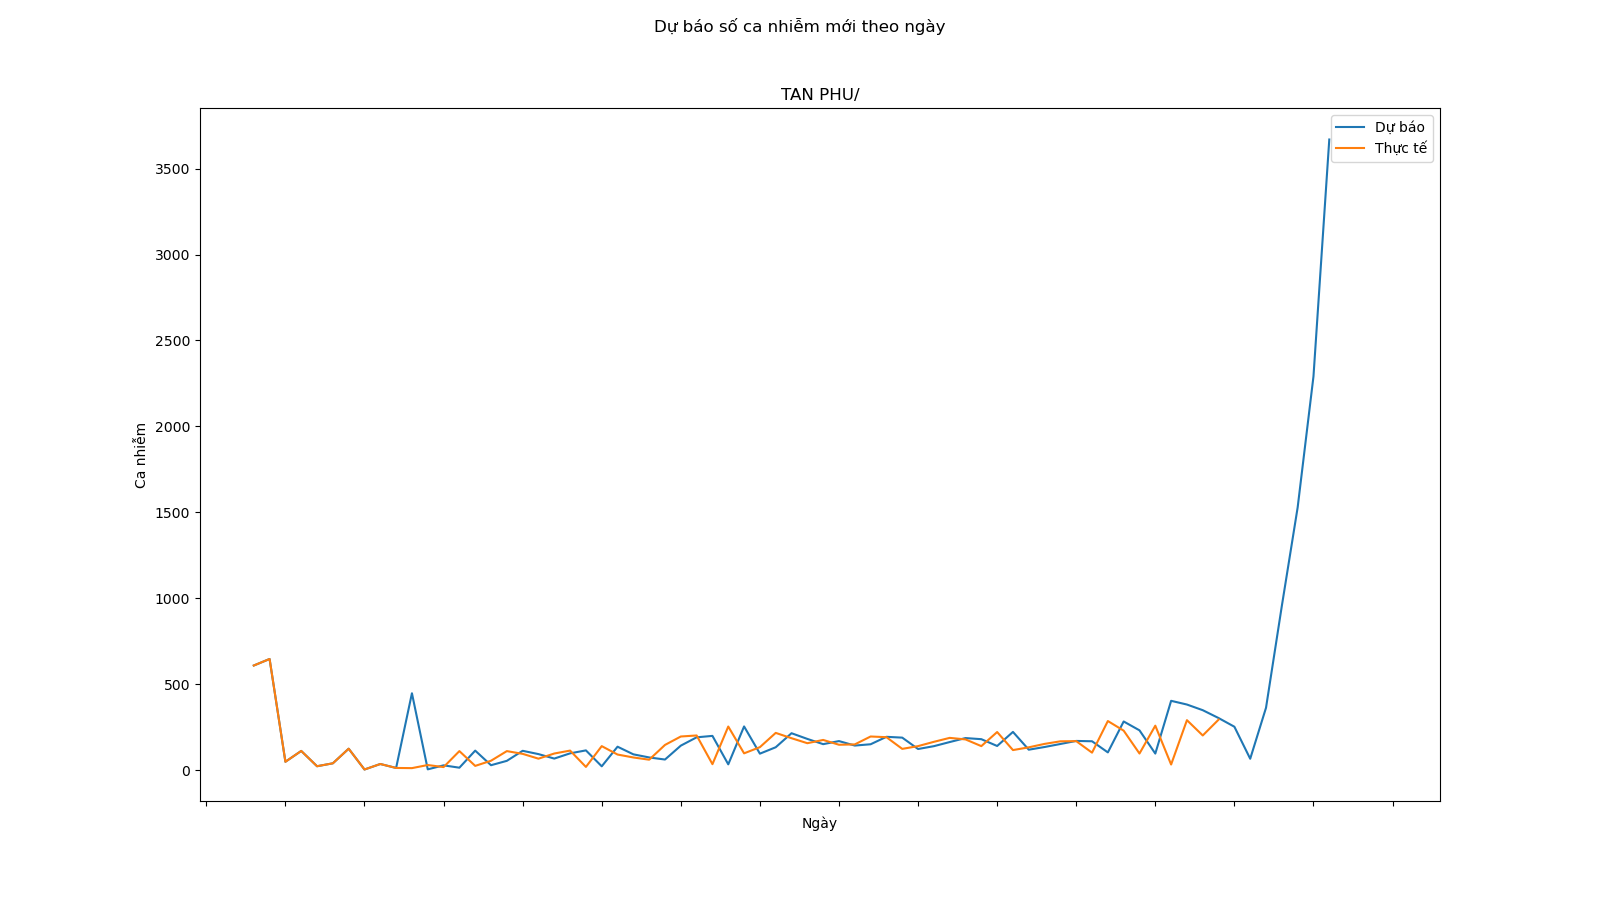 Dự báo số ca nhiễm mới theo ngày
TAN PHU/
Dự báo
Thực tế
3500
3000
2500
2000
1500
1000
500
0
Ca nhiễm
Ngày